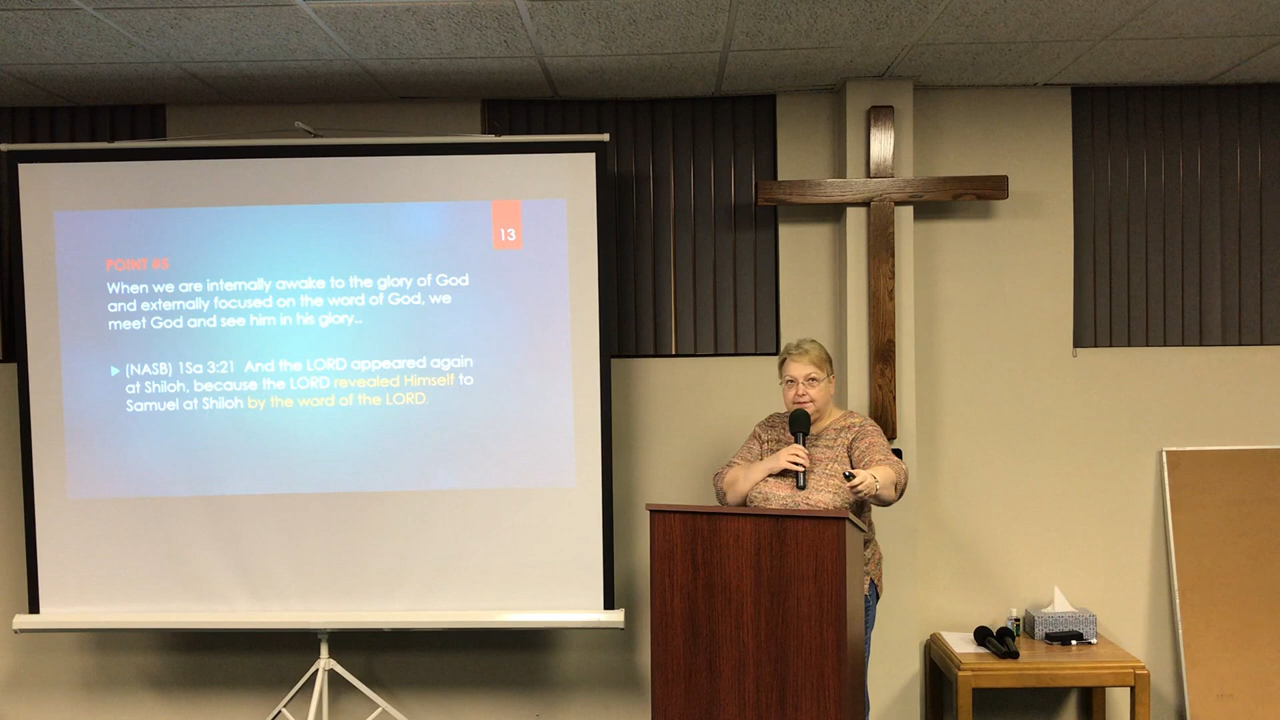 13
POINT #5
When we are internally awake to the glory of God
and externally focused on the word of God, we
meet God and see him in his glory..
(NASB) 1Sa 3:21 And the LORD appeared again
at Shiloh, because the LORD revealed Himself to
Samuel at Shiloh by the word of the LORD.